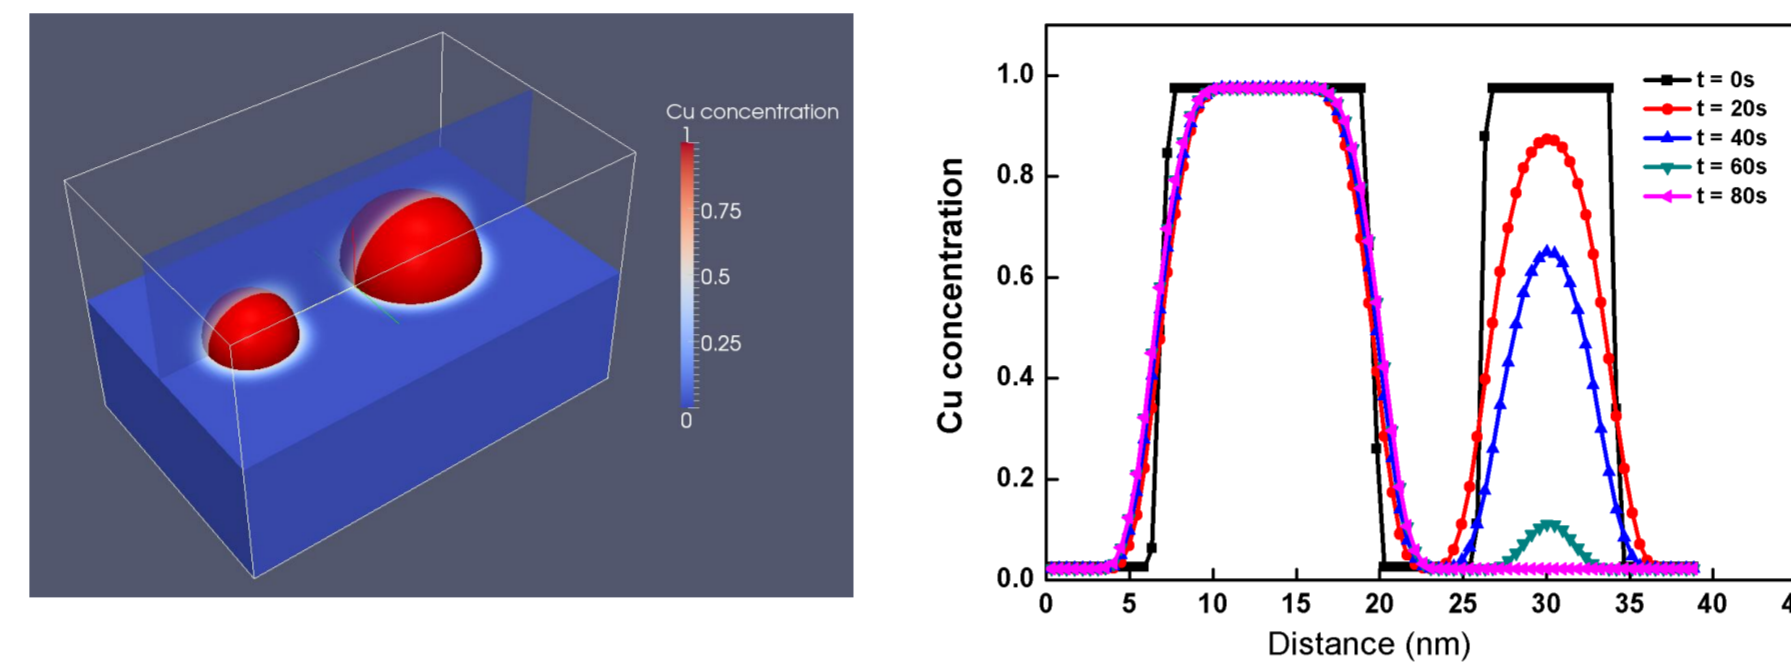 Cu concentration
1
0.75
0.5
0.25
0
Cu concentration
1.0
0.8
0.6
0.4
0.2
0.0
0 5 10 15 20 25 30 35 40 4
Distance (nm)
t = 0s
t = 20s
t = 40s
t = 60s
t = 80s